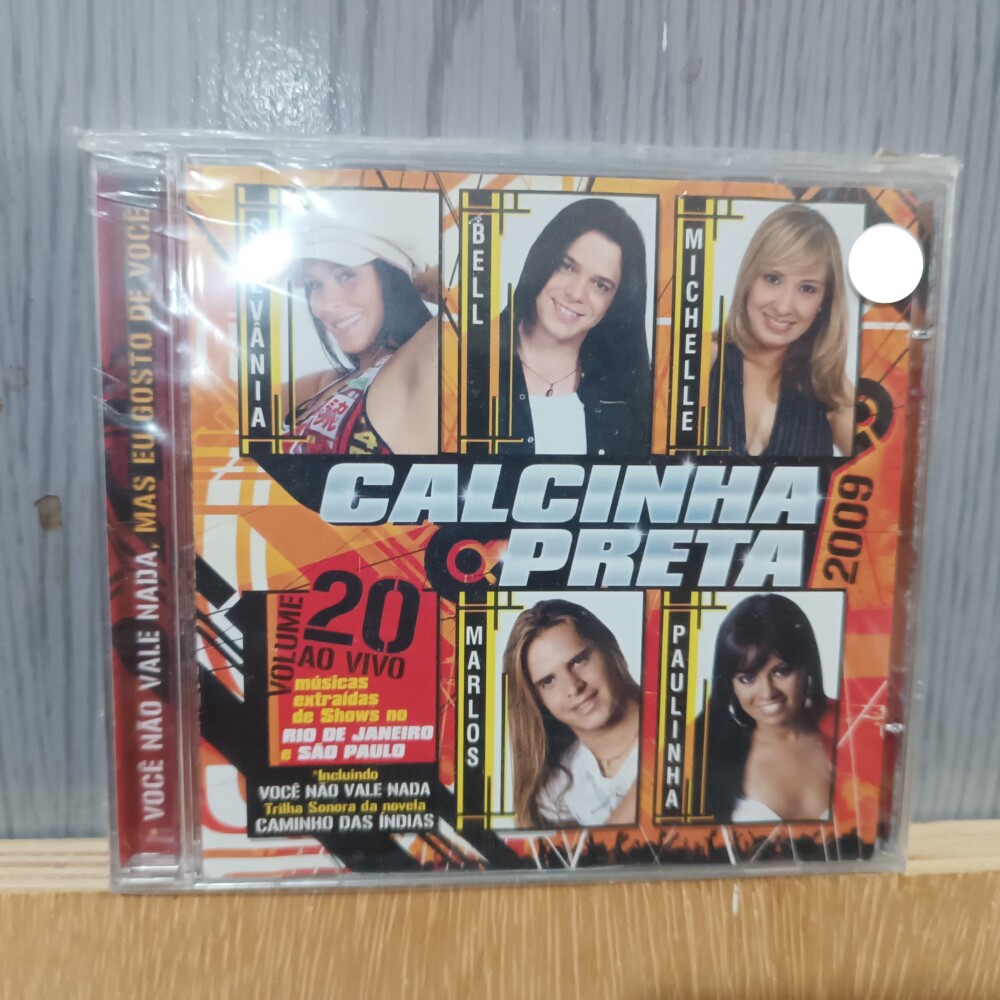 VOCÊ NÃO VALE NADA, MAS EU GOSTO DE VOCÊ
SILVÂNIA
BELL
MICHELLE
CALCINHA
PRETA
2009
VOLUME
20
AO VIVO
músicas
extraídas
de Shows no
RIO DE JANEIRO
e SÃO PAULO
*Incluindo
VOCÊ NÃO VALE NADA
Trilha Sonora da novela
CAMINHO DAS ÍNDIAS
MARLOS
PAULINHA